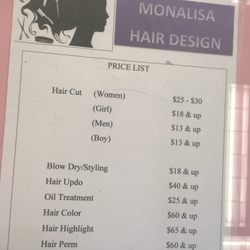 MONALISA
HAIR DESIGN
PRICE LIST
Hair Cut (Women) $25 - $30
(Girl) $18 & up
(Men) $13 & up
(Boy) $13 & up
Blow Dry/Styling $18 & up
Hair Updo $40 & up
Oil Treatment $25 & up
Hair Color $60 & up
Hair Highlight $65 & up
Hair Perm $60 & up